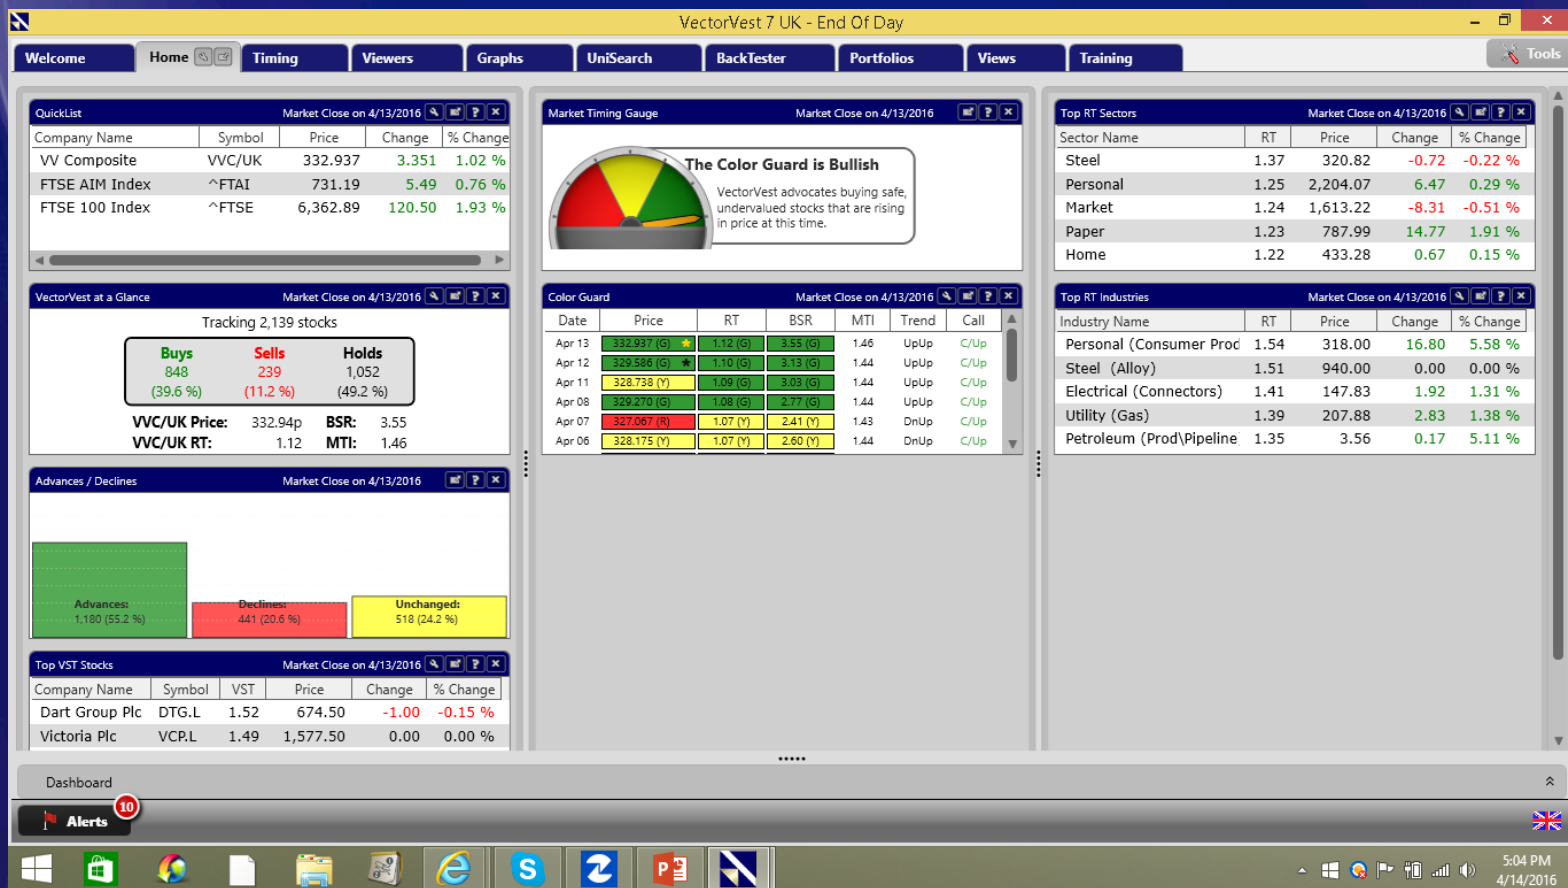 VectorVest 7 UK - End Of Day
Welcome Home Timing Viewers Graphs UniSearch BackTester Portfolios Views Training Tools
QuickList Market Close on 4/13/2016
Company Name Symbol Price Change % Change
VV Composite VVC/UK 332.937 3.351 1.02 %
FTSE AIM Index ^FTAI 731.19 5.49 0.76 %
FTSE 100 Index ^FTSE 6,362.89 120.50 1.93 %
VectorVest at a Glance Market Close on 4/13/2016
Tracking 2,139 stocks
Buys Sells Holds
848 239 1,052
(39.6 %) (11.2 %) (49.2 %)
VVC/UK Price: 332.94p BSR: 3.55
VVC/UK RT: 1.12 MTI: 1.46
Advances / Declines Market Close on 4/13/2016
Advances: Declines: Unchanged:
1,180 (55.2 %) 441 (20.6 %) 518 (24.2 %)
Top VST Stocks Market Close on 4/13/2016
Company Name Symbol VST Price Change % Change
Dart Group Plc DTG.L 1.52 674.50 -1.00 -0.15 %
Victoria Plc VCP.L 1.49 1,577.50 0.00 0.00 %
Market Timing Gauge Market Close on 4/13/2016
The Color Guard is Bullish
VectorVest advocates buying safe,
undervalued stocks that are rising
in price at this time.
Color Guard Market Close on 4/13/2016
Date Price RT BSR MTI Trend Call
Apr 13 332.937 (G) 1.12 (G) 3.55 (G) 1.46 UpUp C/Up
Apr 12 329.586 (G) 1.10 (G) 3.13 (G) 1.44 UpUp C/Up
Apr 11 328.738 (Y) 1.09 (G) 3.03 (G) 1.44 UpUp C/Up
Apr 08 329.270 (G) 1.08 (G) 2.77 (G) 1.44 UpUp C/Up
Apr 07 327.067 (R) 1.07 (Y) 2.41 (Y) 1.43 DnUp C/Up
Apr 06 328.175 (Y) 1.07 (Y) 2.60 (Y) 1.44 DnUp C/Up
Top RT Sectors Market Close on 4/13/2016
Sector Name RT Price Change % Change
Steel 1.37 320.82 -0.72 -0.22 %
Personal 1.25 2,204.07 6.47 0.29 %
Market 1.24 1,613.22 -8.31 -0.51 %
Paper 1.23 787.99 14.77 1.91 %
Home 1.22 433.28 0.67 0.15 %
Top RT Industries Market Close on 4/13/2016
Industry Name RT Price Change % Change
Personal (Consumer Prod 1.54 318.00 16.80 5.58 %
Steel (Alloy) 1.51 940.00 0.00 0.00 %
Electrical (Connectors) 1.41 147.83 1.92 1.31 %
Utility (Gas) 1.39 207.88 2.83 1.38 %
Petroleum (Prod\Pipeline 1.35 3.56 0.17 5.11 %
Dashboard
Alerts 10
5:04 PM
4/14/2016